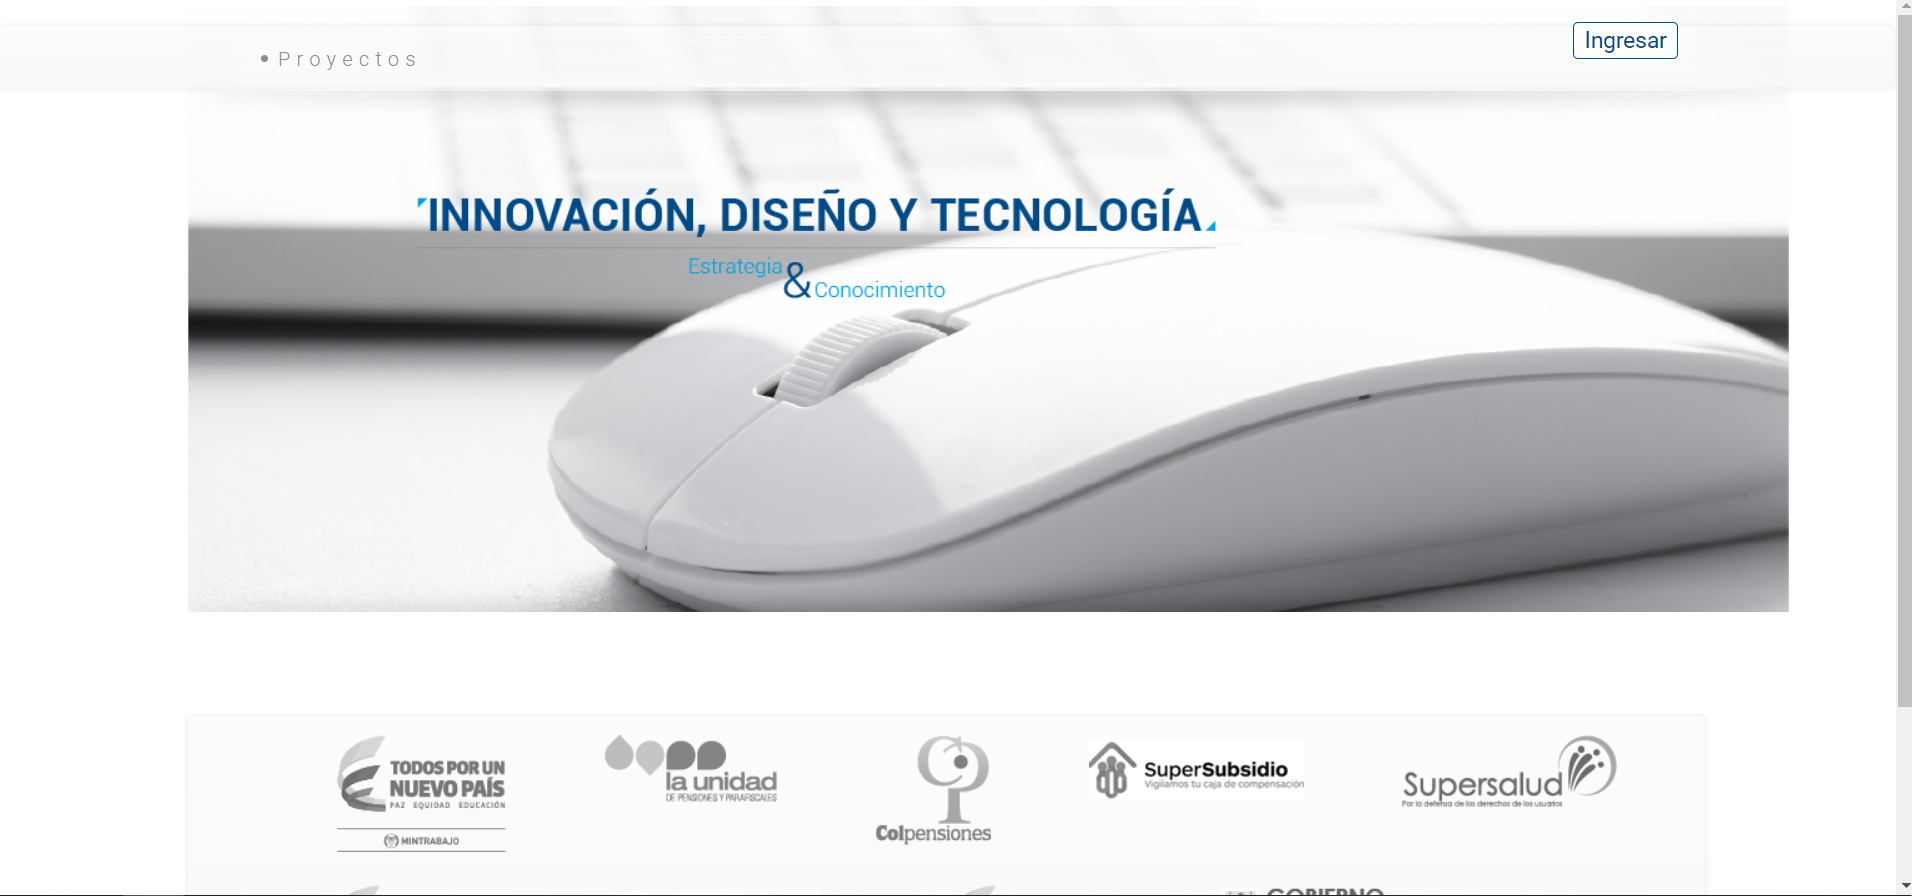 • Proyectos
Ingresar
INNOVACIÓN, DISEÑO Y TECNOLOGÍA
Estrategia
&
Conocimiento
TODOS POR UN
NUEVO PAÍS
PAZ EQUIDAD EDUCACIÓN
MINTRABAJO
la unidad
DE PENSIONES Y PARAFISCALES
Colpensiones
SuperSubsidio
Vigilamos tu caja de compensación
Supersalud
Por la defensa de los derechos de los usuarios
GOBIERNO